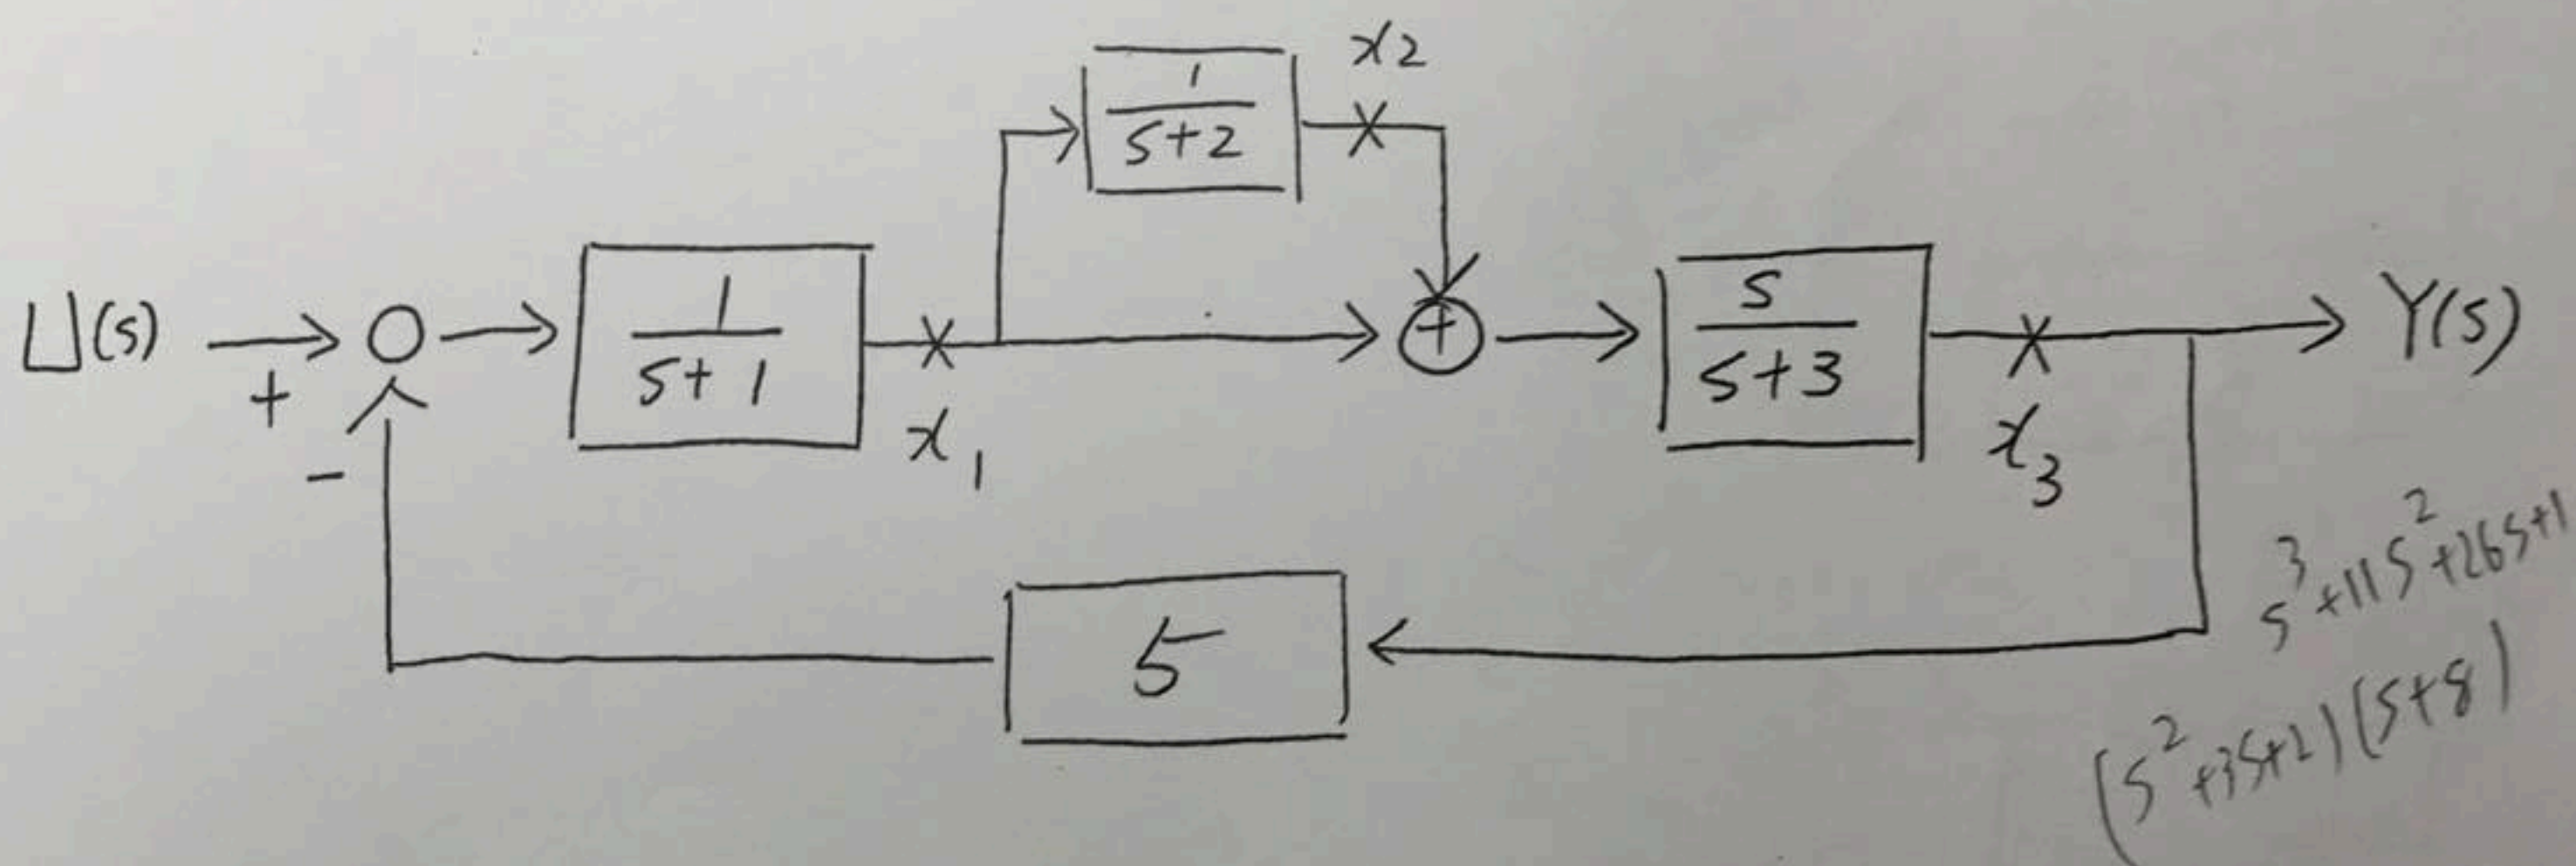 x2
1
s+2
U(s)
+
-
1
s+1
x1
+
s
s+3
x3
Y(s)
5
s^3+11s^2+26s+1
(s^2+3s+2)(s+8)